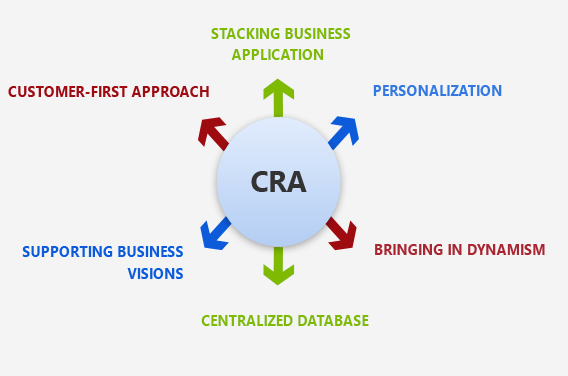 STACKING BUSINESS
APPLICATION
CUSTOMER-FIRST APPROACH
PERSONALIZATION
CRA
SUPPORTING BUSINESS
VISIONS
BRINGING IN DYNAMISM
CENTRALIZED DATABASE